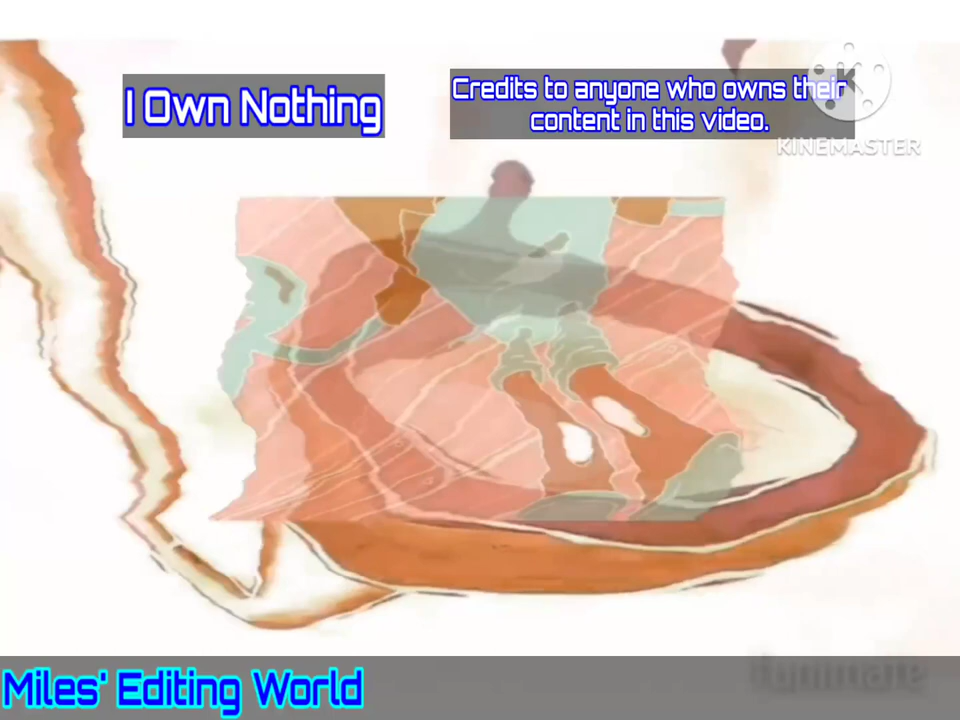 I Own Nothing
Credits to anyone who owns their
content in this video.
KINEMASTER
Miles' Editing World